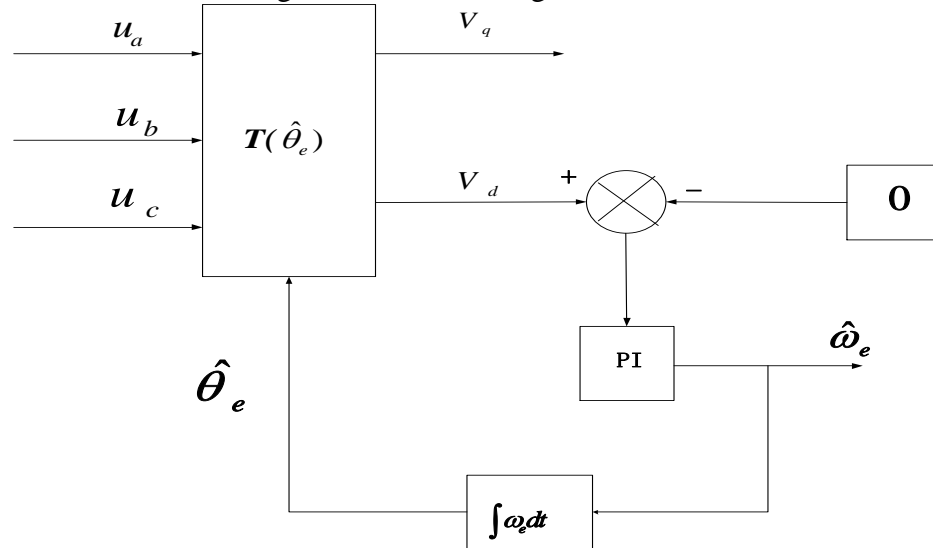 u_a
V_q
u_b
T(θ̂_e)
u_c
V_d
+
−
0
PI
ω̂_e
θ̂_e
∫ω_e dt